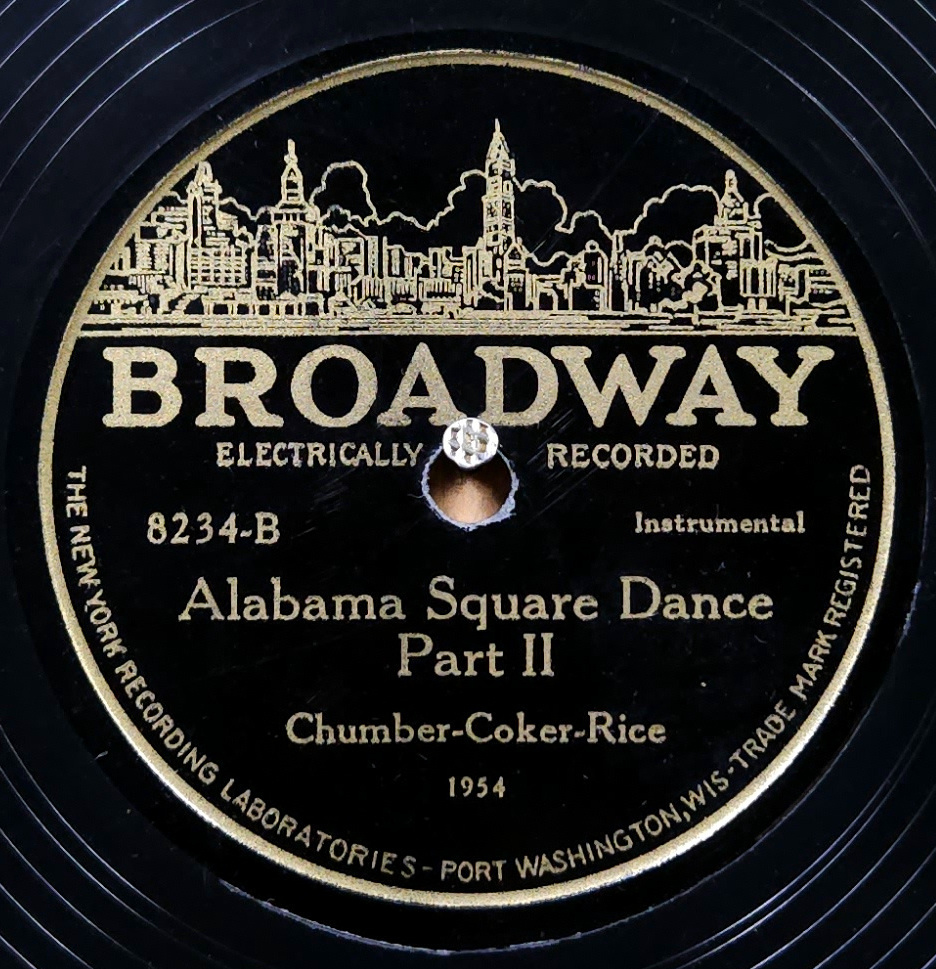 BROADWAY
ELECTRICALLY RECORDED
8234-B
Instrumental
Alabama Square Dance
Part II
Chumber-Coker-Rice
1954
THE NEW YORK RECORDING LABORATORIES - PORT WASHINGTON, WIS - TRADE MARK REGISTERED